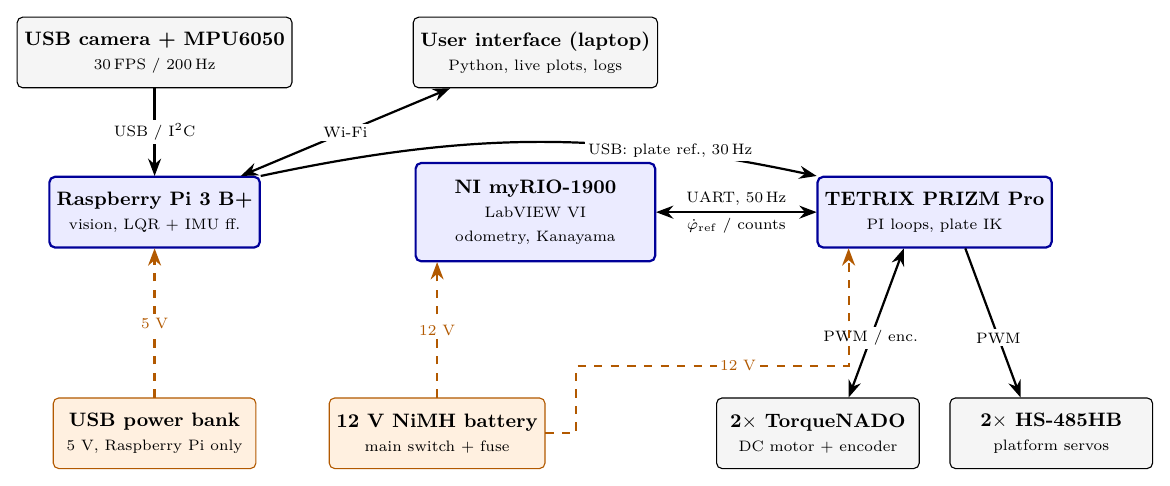 USB camera + MPU6050
30 FPS / 200 Hz
User interface (laptop)
Python, live plots, logs
USB / I²C
Wi-Fi
USB: plate ref., 30 Hz
Raspberry Pi 3 B+
vision, LQR + IMU ff.
NI myRIO-1900
LabVIEW VI
odometry, Kanayama
UART, 50 Hz
φ̇ref / counts
TETRIX PRIZM Pro
PI loops, plate IK
5 V
12 V
12 V
PWM / enc.
PWM
USB power bank
5 V, Raspberry Pi only
12 V NiMH battery
main switch + fuse
2× TorqueNADO
DC motor + encoder
2× HS-485HB
platform servos